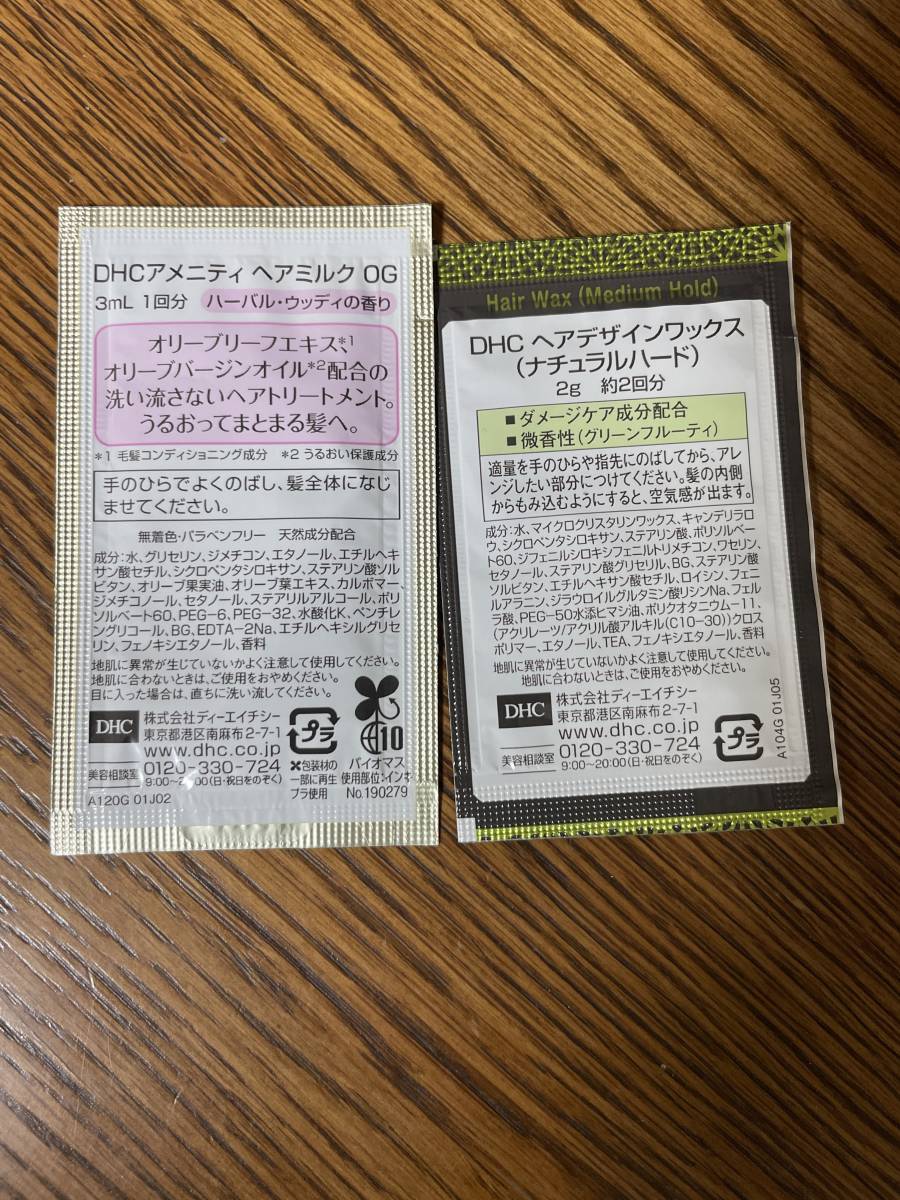 DHCアメニティ ヘアミルク OG
3mL 1回分 ハーバル・ウッディの香り
オリーブリーフエキス*1、
オリーブバージンオイル*2配合の
洗い流さないヘアトリートメント。
うるおってまとまる髪へ。
*1 毛髪コンディショニング成分 *2 うるおい保護成分
手のひらでよくのばし、髪全体になじ
ませてください。
無着色・パラベンフリー 天然成分配合
成分:水、グリセリン、ジメチコン、エタノール、エチルヘキ
サン酸セチル、シクロペンタシロキサン、ステアリン酸ソル
ビタン、オリーブ果実油、オリーブ葉エキス、カルボマー、
ジメチコノール、セタノール、ステアリルアルコール、ポリ
ソルベート60、PEG-6、PEG-32、水酸化K、ペンチレ
ングリコール、BG、EDTA-2Na、エチルヘキシルグリセ
リン、フェノキシエタノール、香料
地肌に異常が生じていないかよく注意して使用してください。
地肌に合わないときは、ご使用をおやめください。
目に入った場合は、直ちに洗い流してください。
DHC 株式会社ディーエイチシー
東京都港区南麻布2-7-1
www.dhc.co.jp
美容相談室 0120-330-724
9:00~20:00(日・祝日をのぞく)
A120G 01J02
プラ
※包装材の
一部に再生
プラ使用
10
バイオマス
使用部位:インキ
No.190279
Hair Wax (Medium Hold)
DHC ヘアデザインワックス
(ナチュラルハード)
2g 約2回分
■ダメージケア成分配合
■微香性(グリーンフルーティ)
適量を手のひらや指先にのばしてから、アレ
ンジしたい部分につけてください。髪の内側
からもみ込むようにすると、空気感が出ます。
成分:水、マイクロクリスタリンワックス、キャンデリラロ
ウ、シクロペンタシロキサン、ステアリン酸、ポリソルベー
ト60、ジフェニルシロキシフェニルトリメチコン、ワセリン、
セタノール、ステアリン酸グリセリル、BG、ステアリン酸
ソルビタン、エチルヘキサン酸セチル、ロイシン、フェニ
ルアラニン、ジラウロイルグルタミン酸リシンNa、フェル
ラ酸、PEG-50水添ヒマシ油、ポリクオタニウム-11、
(アクリレーツ/アクリル酸アルキル(C10-30))クロス
ポリマー、エタノール、TEA、フェノキシエタノール、香料
地肌に異常が生じていないかよく注意して使用してください。
地肌に合わないときは、ご使用をおやめください。
DHC 株式会社ディーエイチシー
東京都港区南麻布2-7-1
www.dhc.co.jp
美容相談室 0120-330-724
9:00~20:00(日・祝日をのぞく)
プラ
A104G 01J05